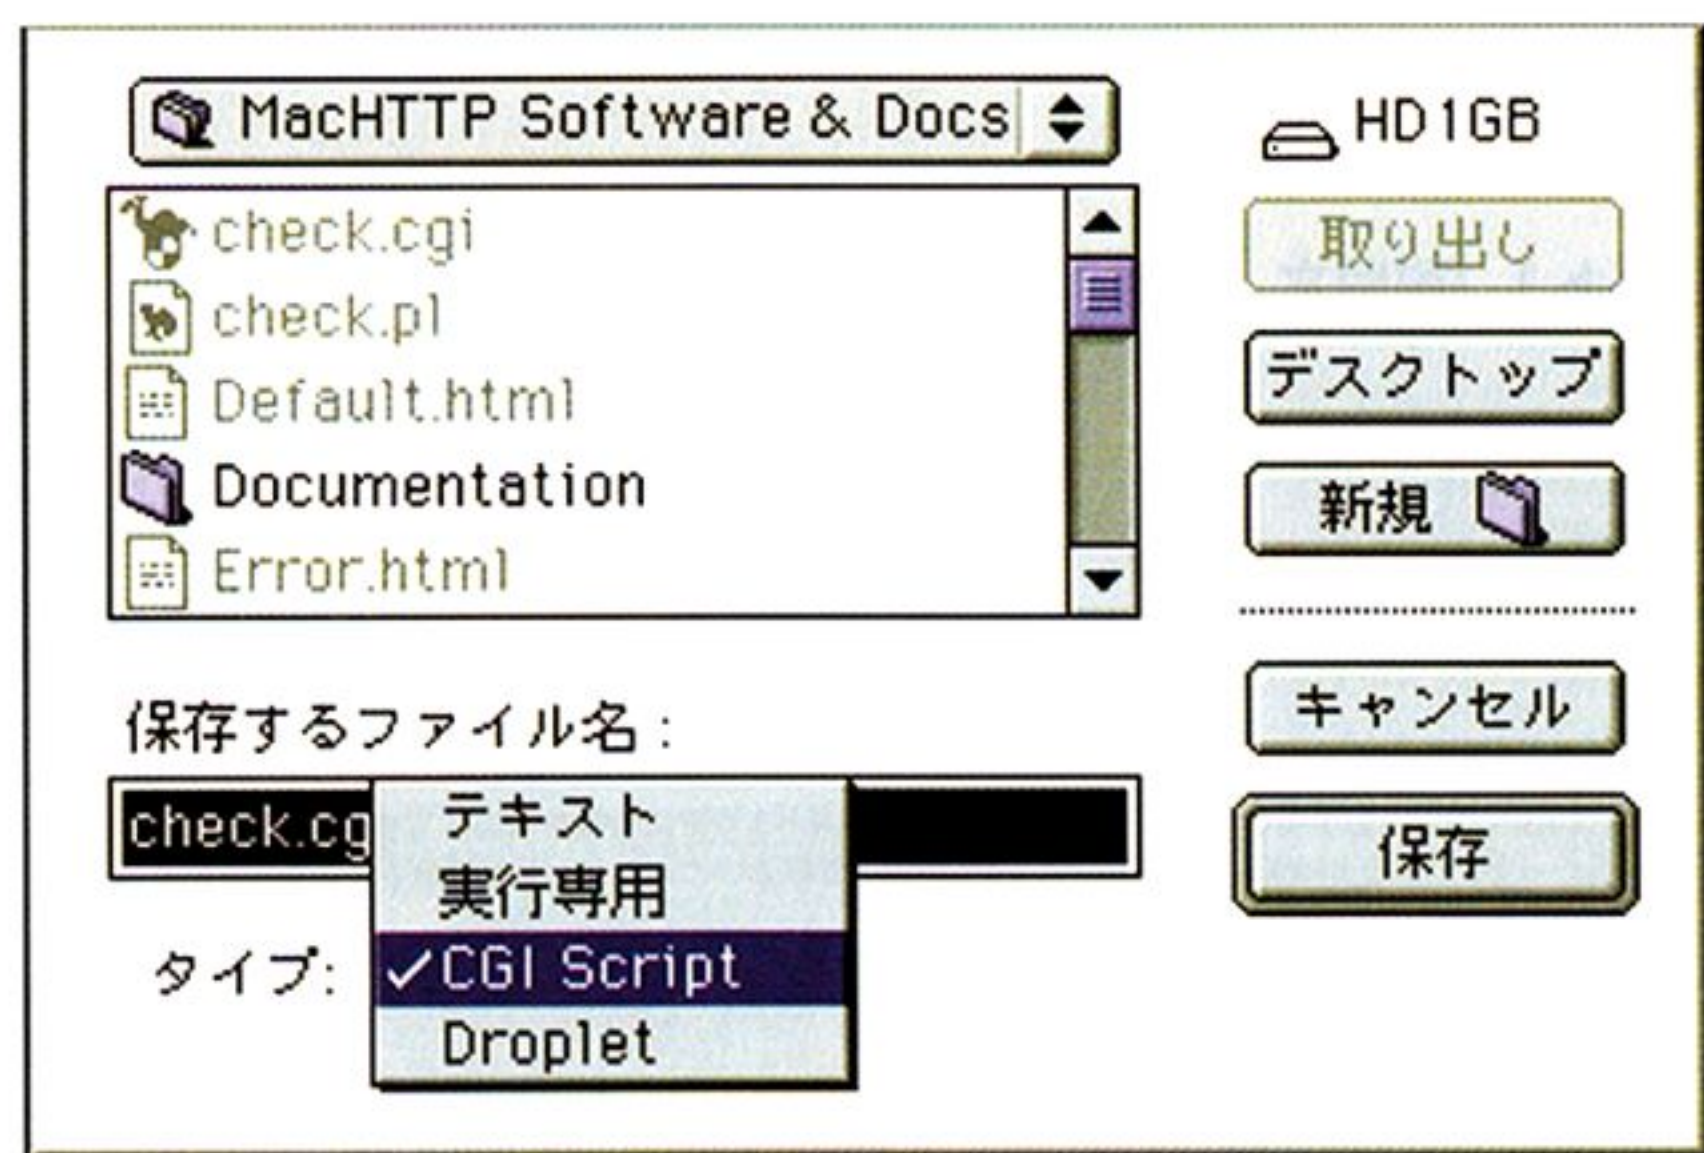 MacHTTP Software & Docs
HD1GB
check.cgi
check.pl
Default.html
Documentation
Error.html
取り出し
デスクトップ
新規
保存するファイル名:
check.cg
キャンセル
保存
タイプ:
テキスト
実行専用
✓CGI Script
Droplet